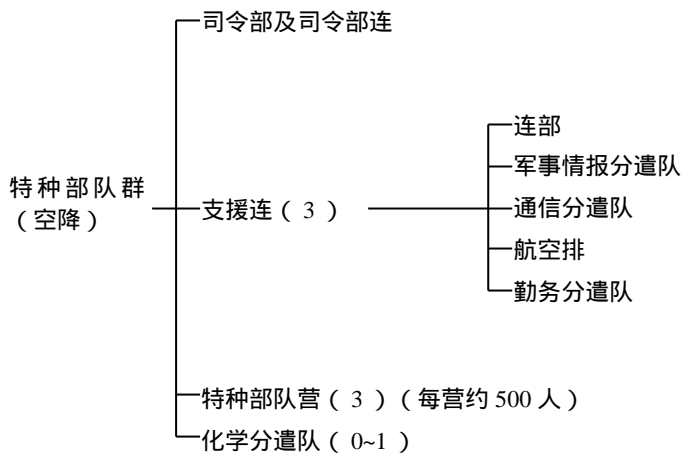 司令部及司令部连
连部
军事情报分遣队
特种部队群
（空降）
支援连（ 3 ）
通信分遣队
航空排
勤务分遣队
特种部队营（ 3 ）（每营约 500 人）
化学分遣队（ 0~1 ）